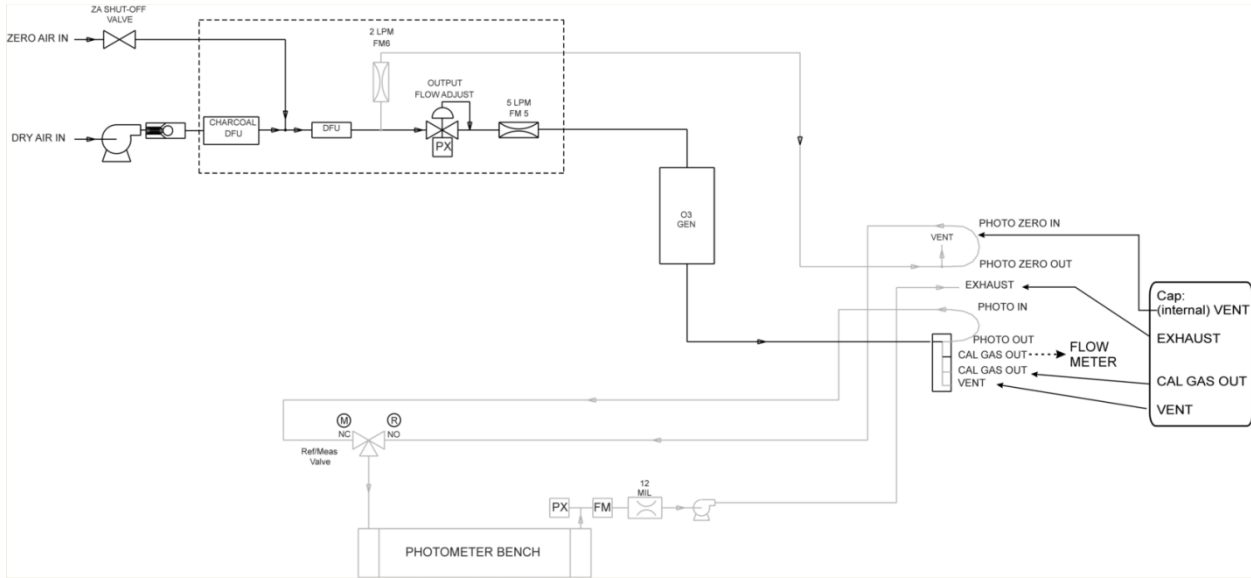 ZA SHUT-OFF
VALVE
ZERO AIR IN
2 LPM
FM6
OUTPUT
FLOW ADJUST
5 LPM
FM 5
CHARCOAL
DFU
DFU
DRY AIR IN
PX
O3
GEN
PHOTO ZERO IN
VENT
PHOTO ZERO OUT
EXHAUST
PHOTO IN
PHOTO OUT
CAL GAS OUT
FLOW
METER
CAL GAS OUT
VENT
Cap:
(internal) VENT
EXHAUST
CAL GAS OUT
VENT
M
R
NC
NO
Ref/Meas
Valve
12
MIL
PX
FM
PHOTOMETER BENCH